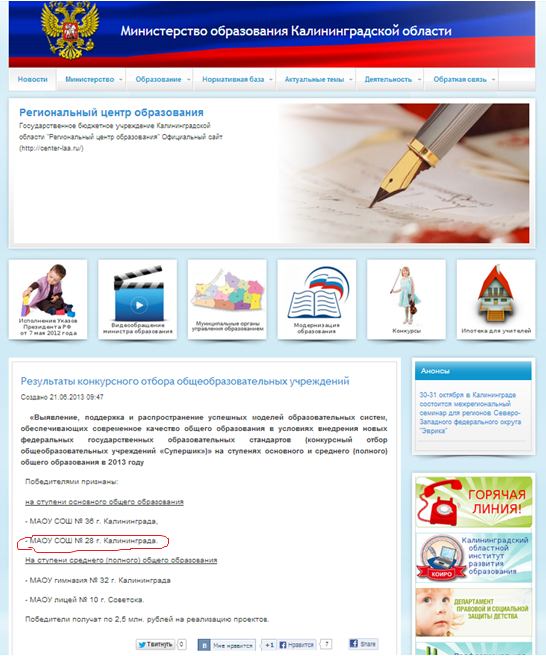 Министерство образования Калининградской области
Новости Министерство Образование Нормативная база Актуальные темы Деятельность Обратная связь
Региональный центр образования
Государственное бюджетное учреждение Калининградской
области "Региональный центр образования" Официальный сайт
(http://center-laa.ru/)
Исполнение Указов
Президента РФ
от 7 мая 2012 года
Видеообращение
министра образования
Муниципальные органы
управления образованием
Модернизация
образования
Конкурсы
Ипотека для учителей
Результаты конкурсного отбора общеобразовательных учреждений
Создано 21.06.2013 09:47
«Выявление, поддержка и распространение успешных моделей образовательных систем,
обеспечивающих современное качество общего образования в условиях внедрения новых
федеральных государственных образовательных стандартов (конкурсный отбор
общеобразовательных учреждений «Супершик»)» на ступенях основного и среднего (полного)
общего образования в 2013 году
Победителями признаны:
на ступени основного общего образования
- МАОУ СОШ № 36 г. Калининграда,
- МАОУ СОШ № 28 г. Калининграда.
На ступени среднего (полного) общего образования
- МАОУ гимназия № 32 г. Калининграда
- МАОУ лицей № 10 г. Советска.
Победители получат по 2,5 млн. рублей на реализацию проектов.
Твитнуть 0 Мне нравится +1 Нравится 7 Share
Анонсы
30-31 октября в Калининграде
состоится межрегиональный
семинар для регионов Северо-
Западного федерального округа
"Эврика"
ГОРЯЧАЯ
ЛИНИЯ!
Калининградский
областной
институт
развития
образования
КОИРО
ДЕПАРТАМЕНТ
ПРАВОВОЙ И СОЦИАЛЬНОЙ
ЗАЩИТЫ ДЕТСТВА